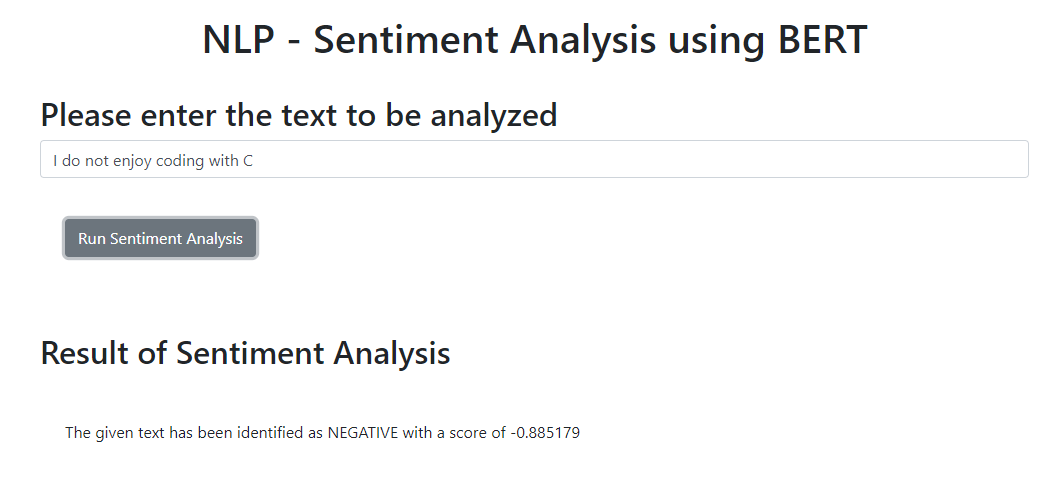 NLP - Sentiment Analysis using BERT
Please enter the text to be analyzed
I do not enjoy coding with C
Run Sentiment Analysis
Result of Sentiment Analysis
The given text has been identified as NEGATIVE with a score of -0.885179